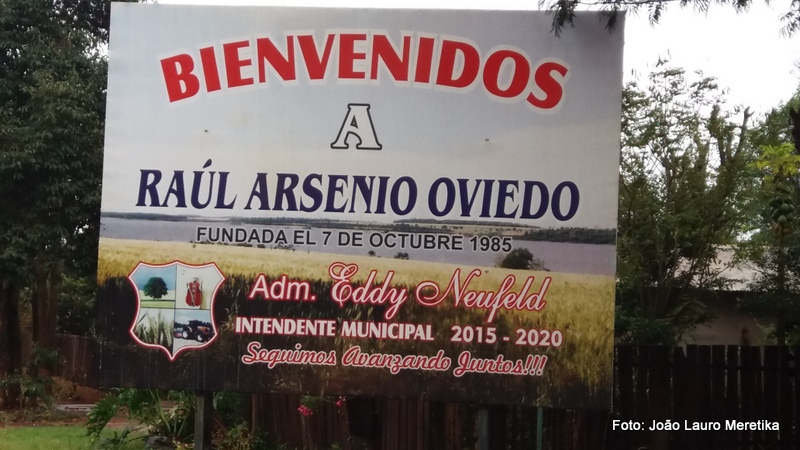 BIENVENIDOS
A
RAÚL ARSENIO OVIEDO
FUNDADA EL 7 DE OCTUBRE 1985
Adm. Eddy Neufeld
INTENDENTE MUNICIPAL 2015 - 2020
Seguimos Avanzando Juntos!!!
Foto: João Lauro Meretika